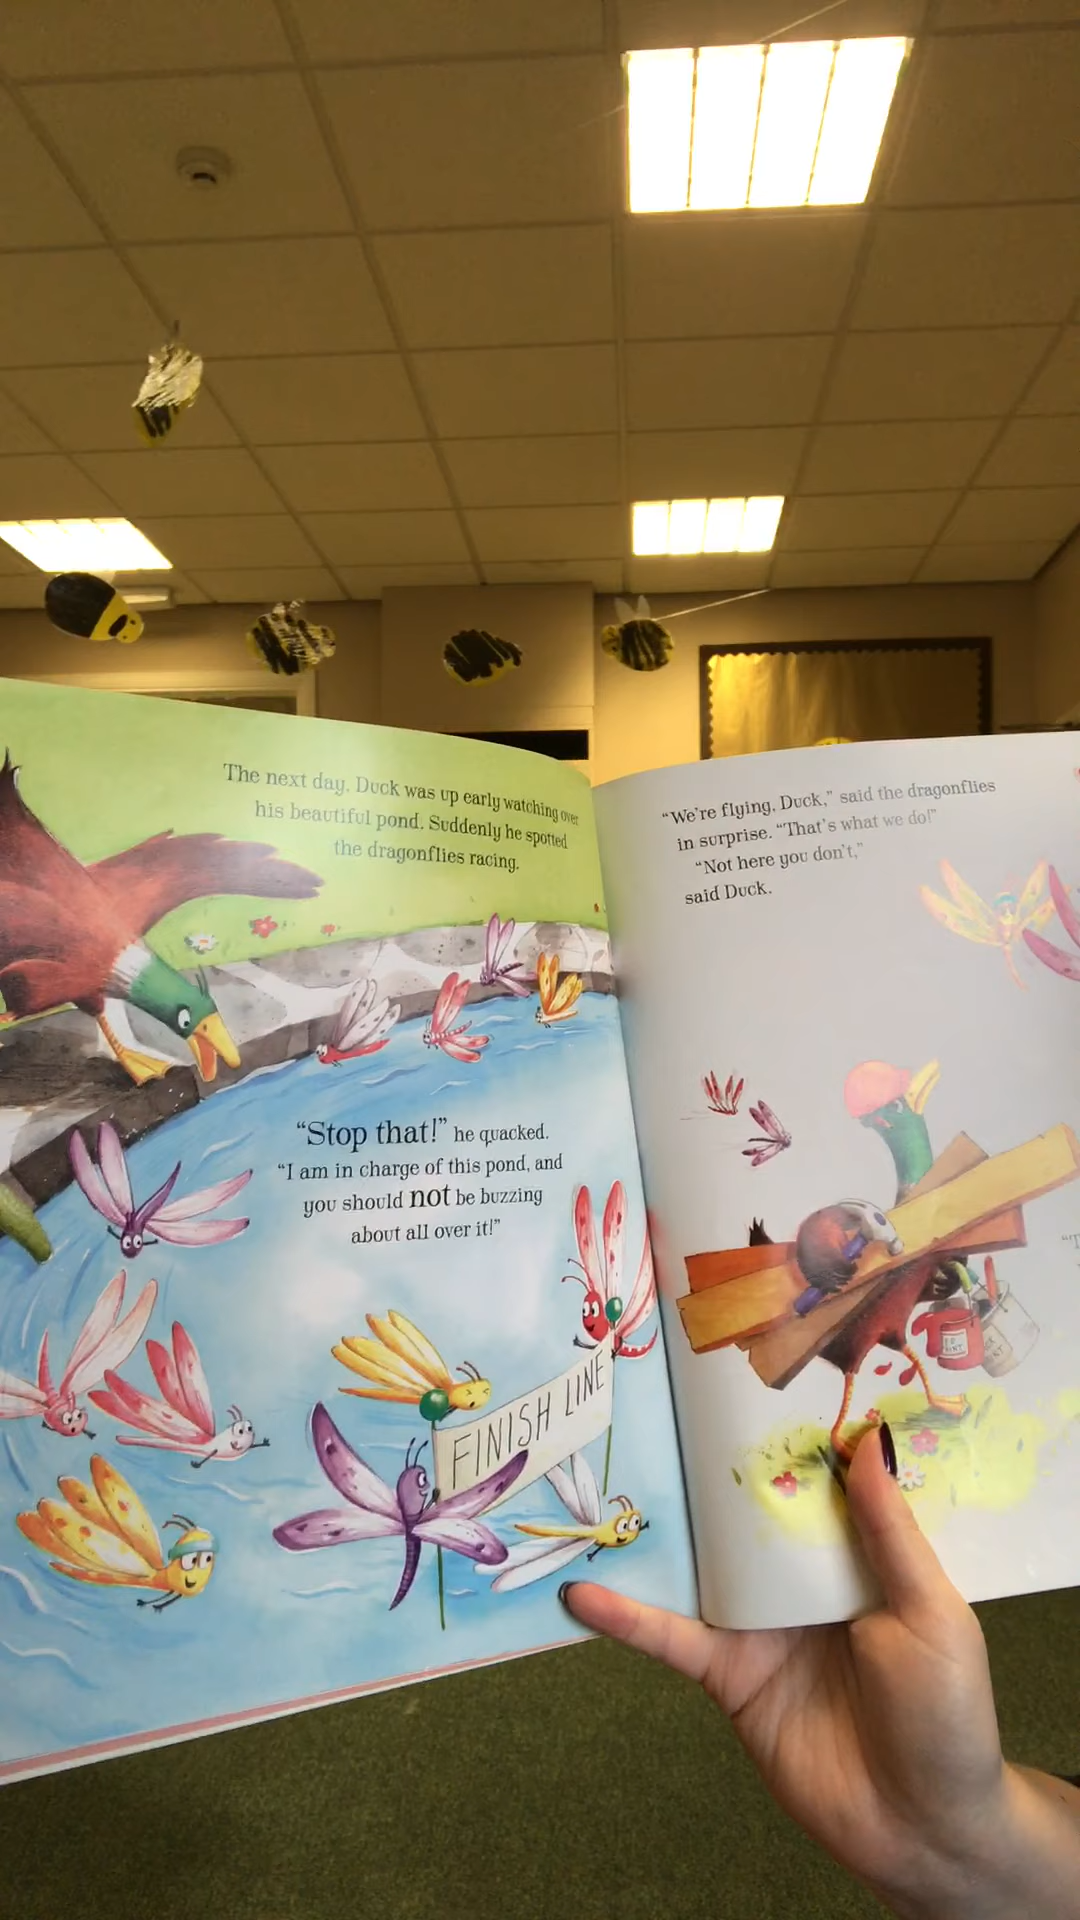 The next day, Duck was up early watching over
his beautiful pond. Suddenly he spotted
the dragonflies racing.
“Stop that!” he quacked.
“I am in charge of this pond, and
you should not be buzzing
about all over it!”
FINISH LINE
“We’re flying, Duck,” said the dragonflies
in surprise. “That’s what we do!”
“Not here you don’t,”
said Duck.